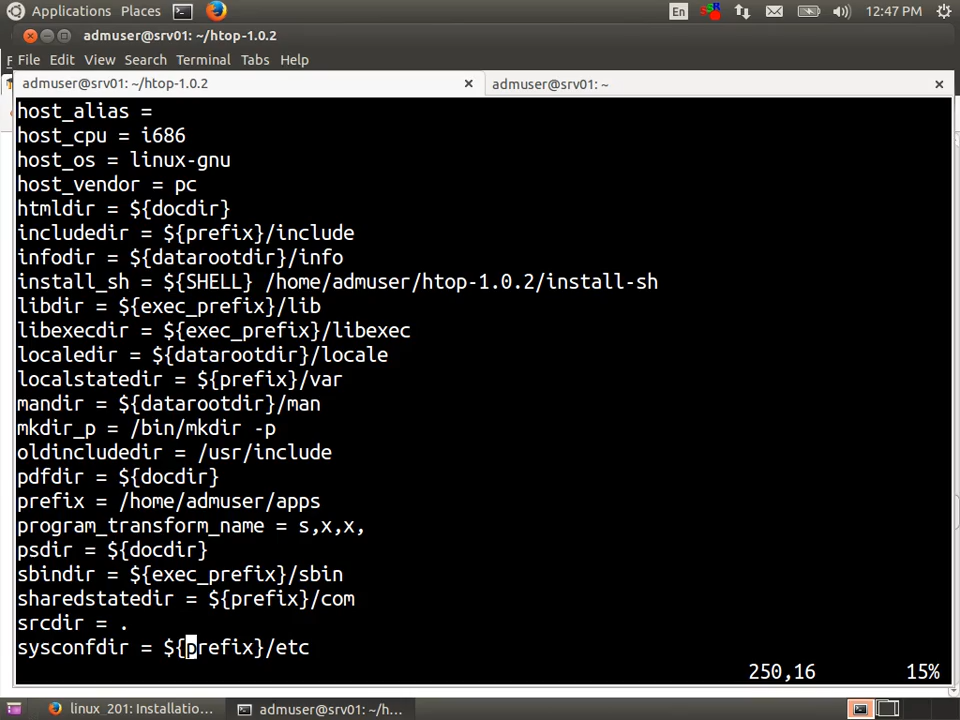 Applications Places En 12:47 PM
admuser@srv01: ~/htop-1.0.2
File Edit View Search Terminal Tabs Help
admuser@srv01: ~/htop-1.0.2 × admuser@srv01: ~ ×
host_alias =
host_cpu = i686
host_os = linux-gnu
host_vendor = pc
htmldir = ${docdir}
includedir = ${prefix}/include
infodir = ${datarootdir}/info
install_sh = ${SHELL} /home/admuser/htop-1.0.2/install-sh
libdir = ${exec_prefix}/lib
libexecdir = ${exec_prefix}/libexec
localedir = ${datarootdir}/locale
localstatedir = ${prefix}/var
mandir = ${datarootdir}/man
mkdir_p = /bin/mkdir -p
oldincludedir = /usr/include
pdfdir = ${docdir}
prefix = /home/admuser/apps
program_transform_name = s,x,x,
psdir = ${docdir}
sbindir = ${exec_prefix}/sbin
sharedstatedir = ${prefix}/com
srcdir = .
sysconfdir = ${prefix}/etc
250,16 15%
linux_201: Installatio... admuser@srv01: ~/h...